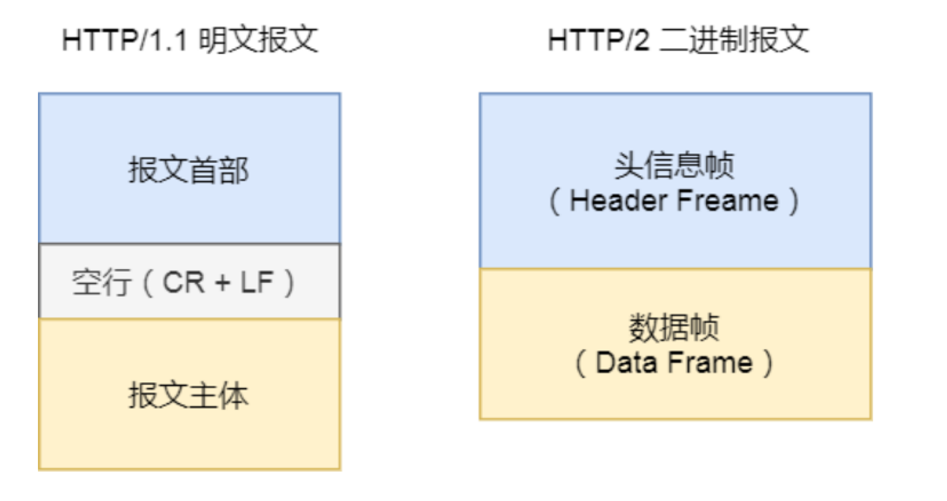 HTTP/1.1 明文报文
报文首部
空行（CR + LF）
报文主体
HTTP/2 二进制报文
头信息帧
（Header Freame）
数据帧
（Data Frame）